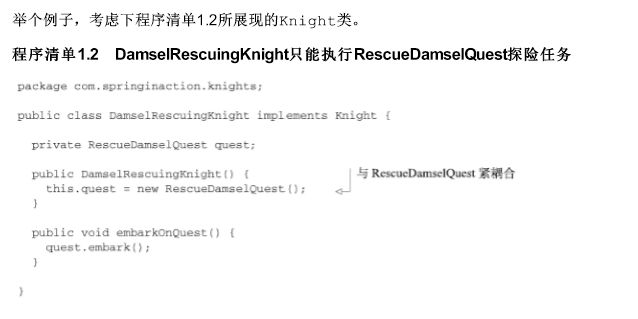 举个例子，考虑下程序清单1.2所展现的Knight类。
程序清单1.2 DamselRescuingKnight只能执行RescueDamselQuest探险任务
package com.springinaction.knights;
public class DamselRescuingKnight implements Knight {
private RescueDamselQuest quest;
public DamselRescuingKnight() {
this.quest = new RescueDamselQuest(); 与 RescueDamselQuest 紧耦合
}
public void embarkOnQuest() {
quest.embark();
}
}